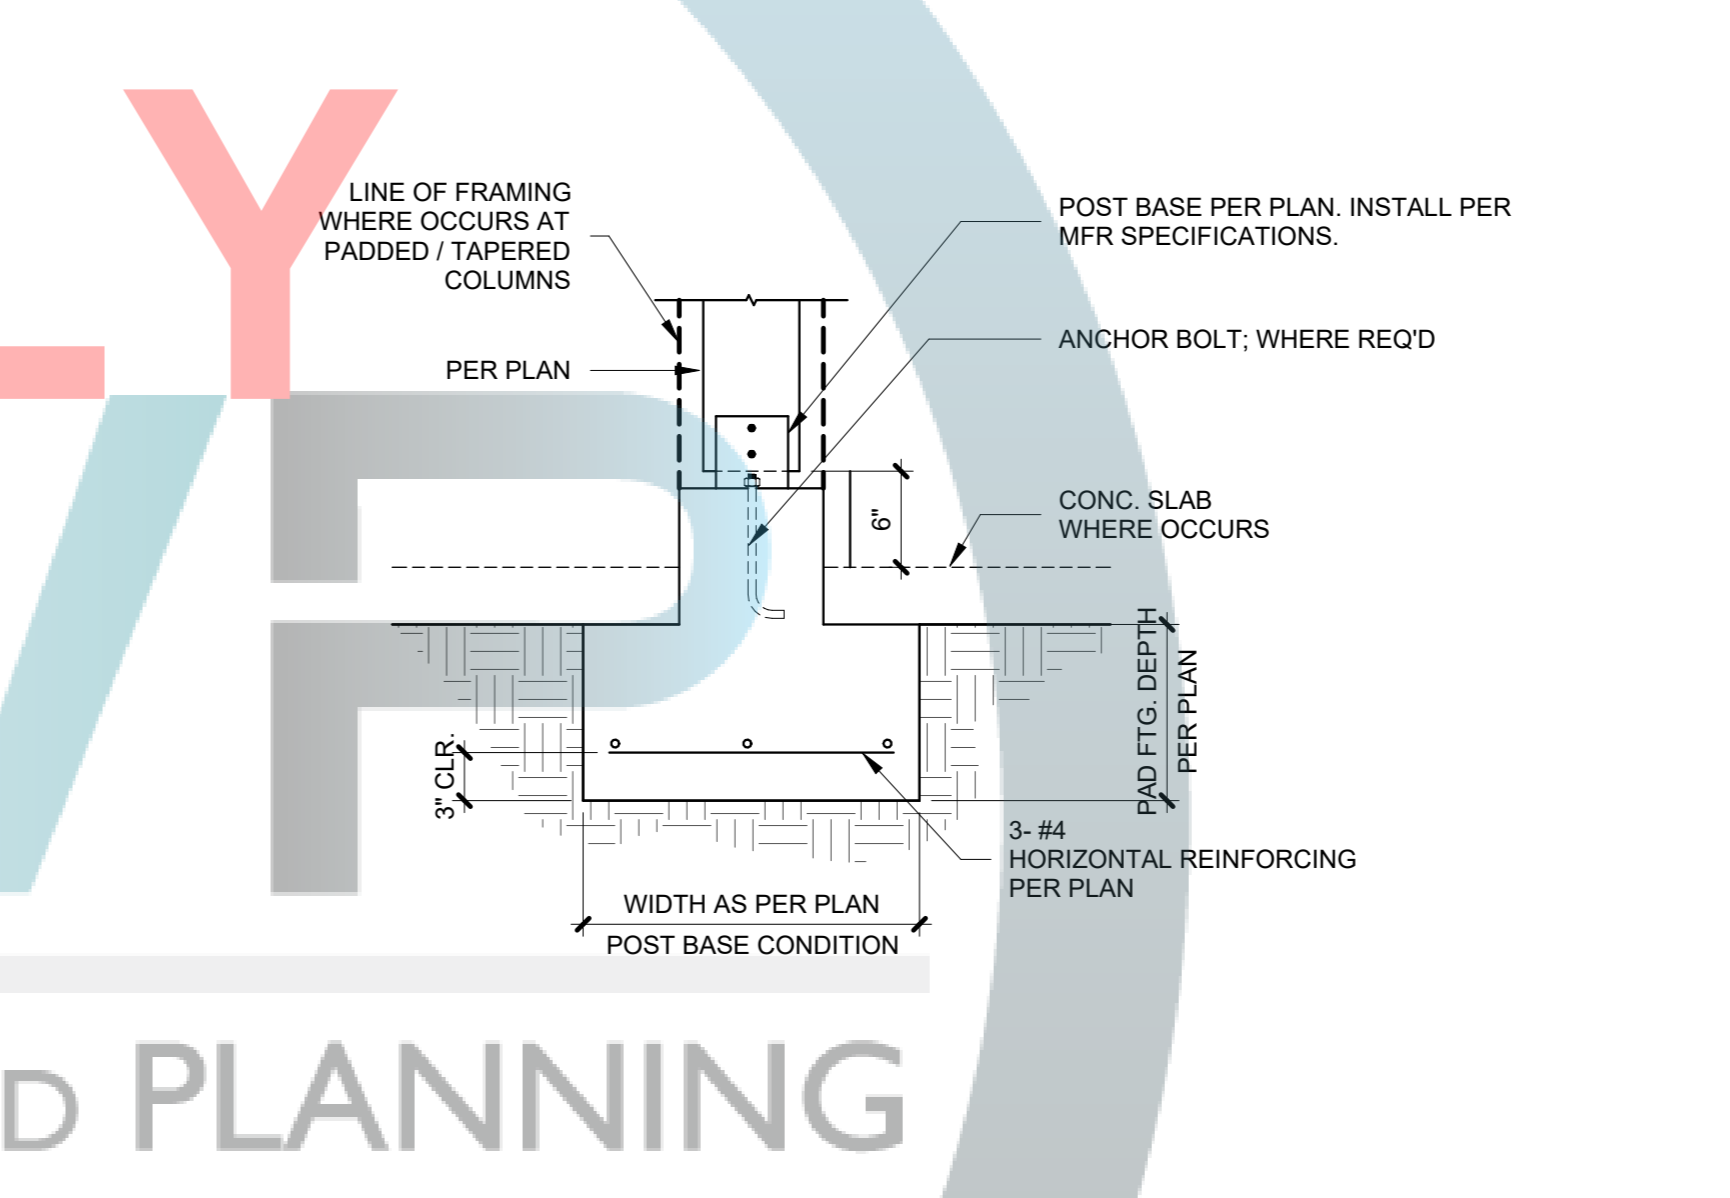 LY
LINE OF FRAMING
WHERE OCCURS AT
PADDED / TAPERED
COLUMNS
PER PLAN
POST BASE PER PLAN. INSTALL PER
MFR SPECIFICATIONS.
ANCHOR BOLT; WHERE REQ'D
6"
CONC. SLAB
WHERE OCCURS
PAD FTG. DEPTH
PER PLAN
3" CLR.
3- #4
HORIZONTAL REINFORCING
PER PLAN
WIDTH AS PER PLAN
POST BASE CONDITION
D PLANNING